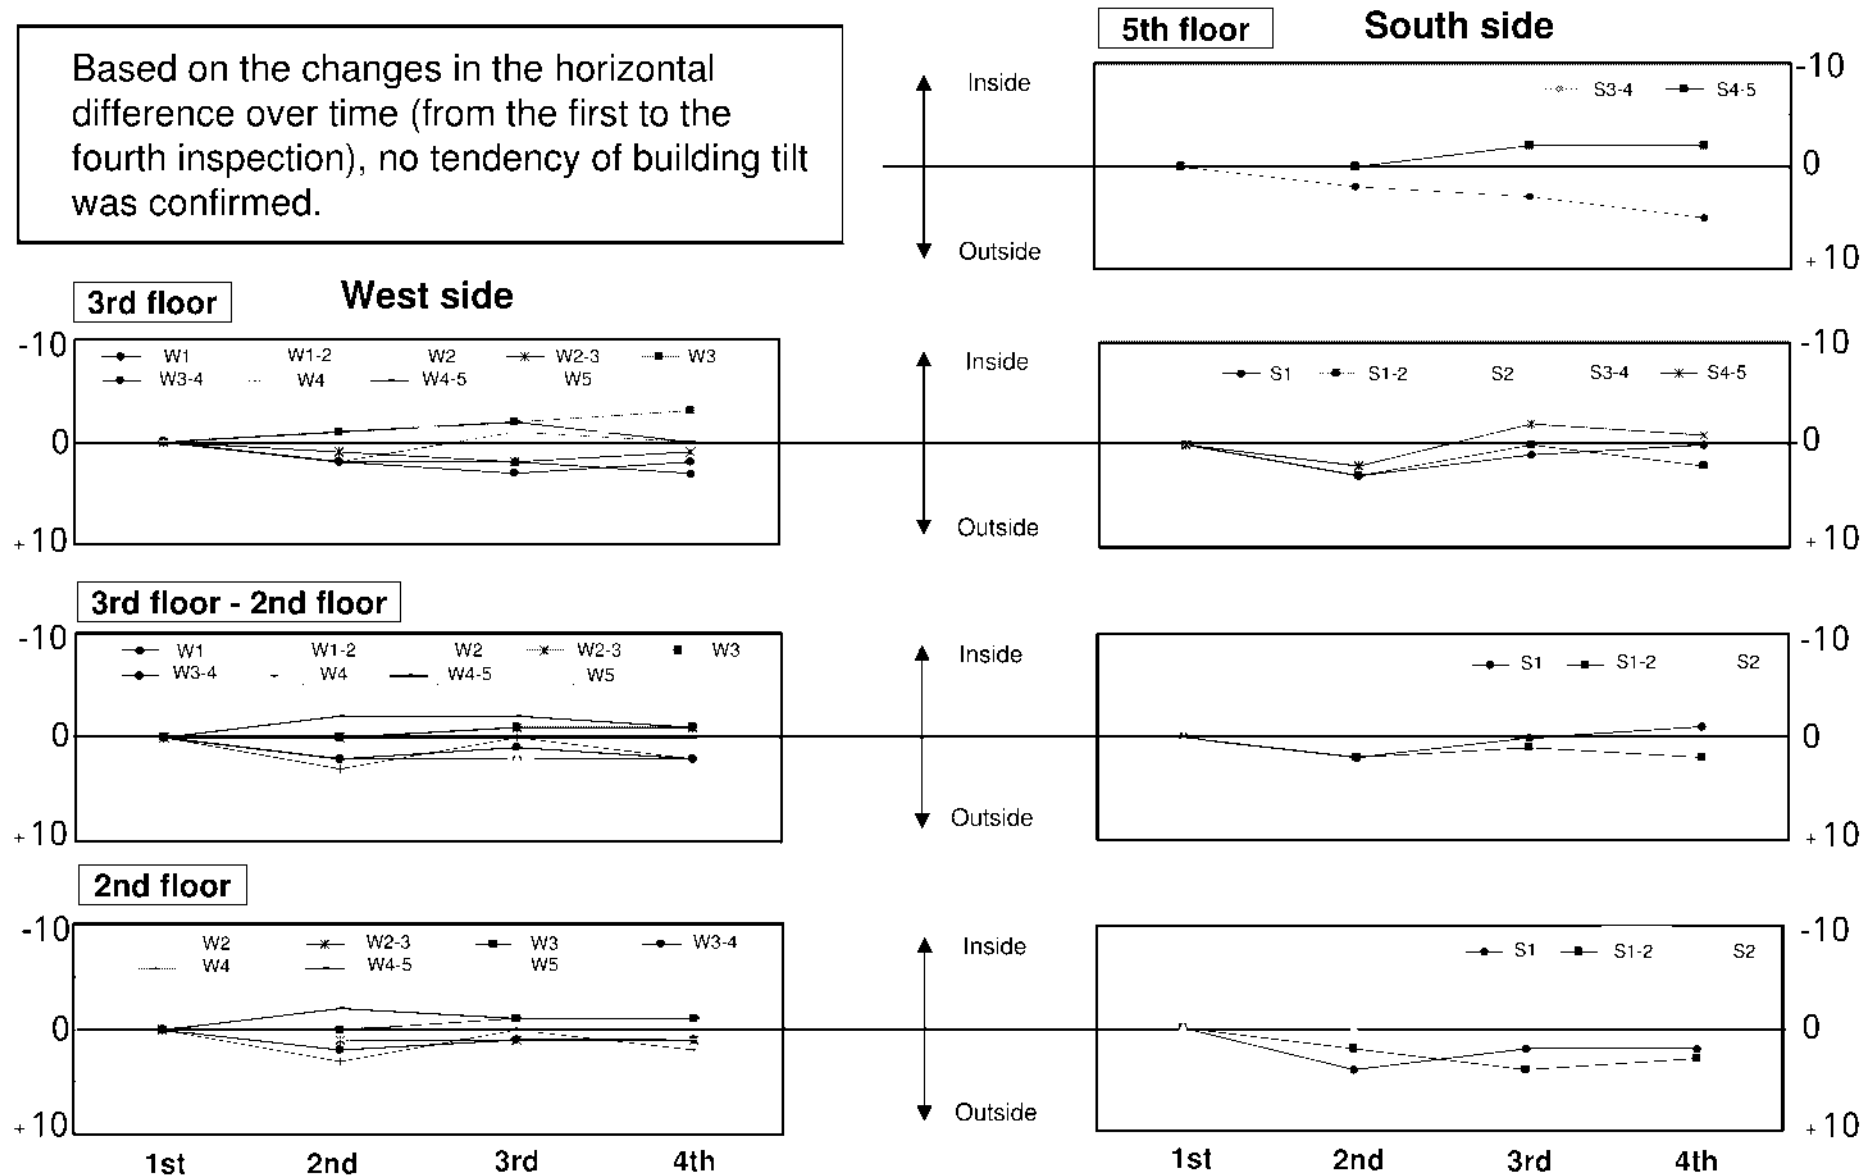 Based on the changes in the horizontal
difference over time (from the first to the
fourth inspection), no tendency of building tilt
was confirmed.
5th floor South side
-10
Inside
S3-4 S4-5
0
Outside
+10
3rd floor West side
-10
W1 W1-2 W2 W2-3 W3
W3-4 W4 W4-5 W5
0
+10
Inside
-10
S1 S1-2 S2 S3-4 S4-5
0
Outside
+10
3rd floor - 2nd floor
-10
W1 W1-2 W2 W2-3 W3
W3-4 W4 W4-5 W5
0
+10
Inside
-10
S1 S1-2 S2
0
Outside
+10
2nd floor
-10
W2 W2-3 W3 W3-4
W4 W4-5 W5
0
+10
Inside
-10
S1 S1-2 S2
0
Outside
+10
1st 2nd 3rd 4th
1st 2nd 3rd 4th